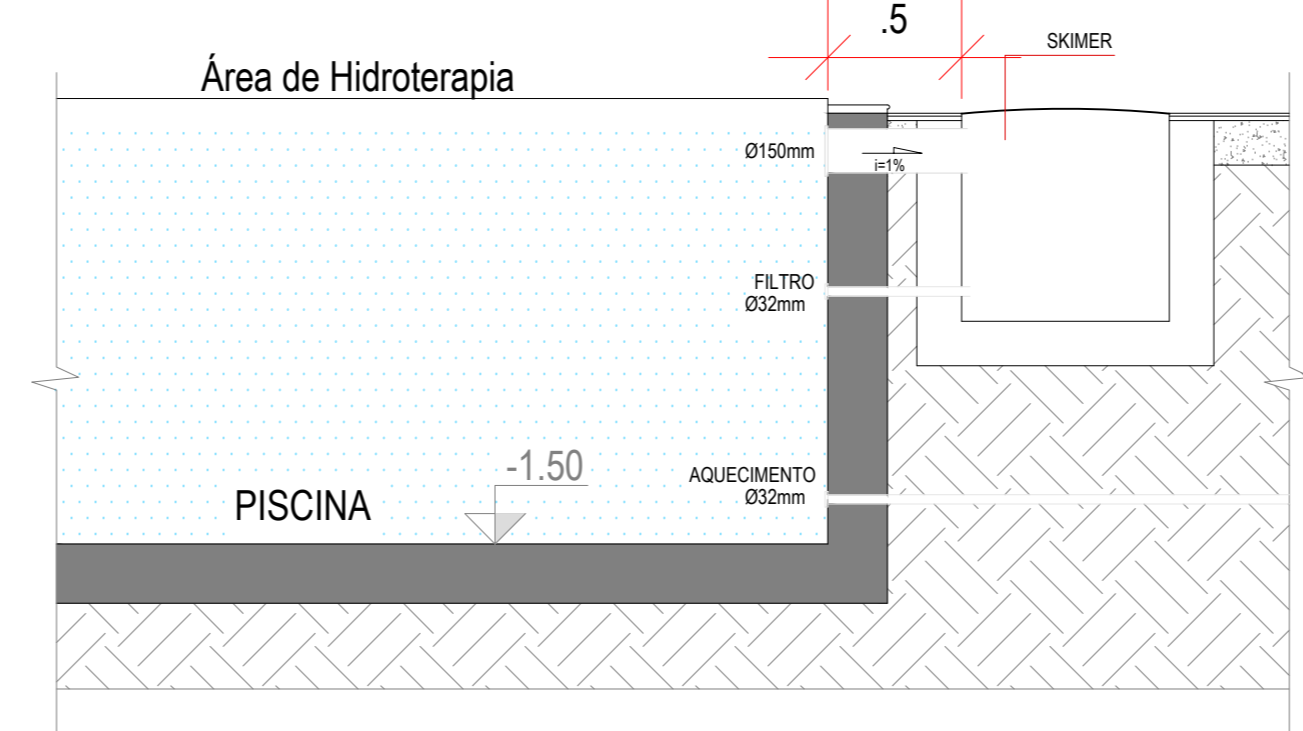 .5
SKIMER
Área de Hidroterapia
Ø150mm
i=1%
FILTRO
Ø32mm
-1.50
AQUECIMENTO
Ø32mm
PISCINA